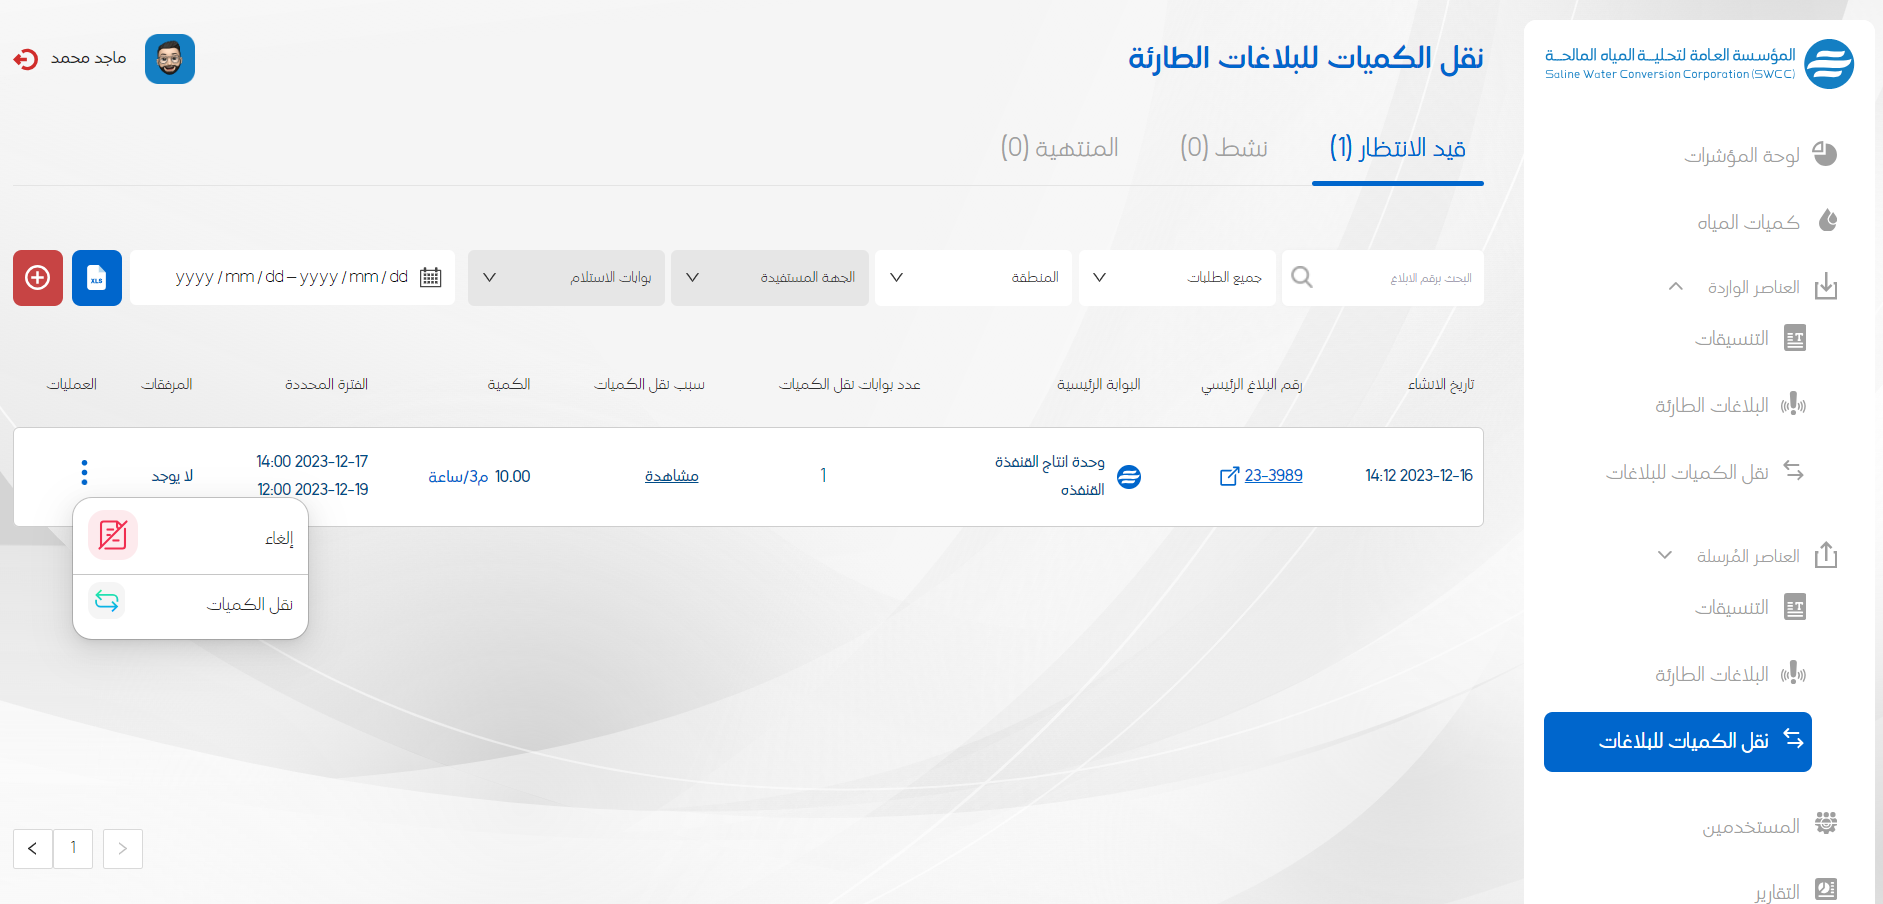 المؤسسة العامة لتحلية المياه المالحة
Saline Water Conversion Corporation (SWCC)
لوحة المؤشرات
كميات المياه
العناصر الواردة
التنسيقات
البلاغات الطارئة
نقل الكميات للبلاغات
العناصر المُرسلة
التنسيقات
البلاغات الطارئة
نقل الكميات للبلاغات
المستخدمين
التقارير
نقل الكميات للبلاغات الطارئة
ماجد محمد
قيد الانتظار (1)
نشط (0)
المنتهية (0)
البحث برقم الابلاغ
جميع الطلبات
المنطقة
الجهة المستفيدة
بوابات الاستلام
yyyy / mm / dd – yyyy / mm / dd
XLS
تاريخ الانشاء
رقم البلاغ الرئيسي
البوابة الرئيسية
عدد بوابات نقل الكميات
سبب نقل الكميات
الكمية
الفترة المحددة
المرفقات
العمليات
14:12 2023-12-16
23-3989
وحدة انتاج القنفذة
القنفذه
1
مشاهدة
10.00 م3/ساعة
14:00 2023-12-17
12:00 2023-12-19
لا يوجد
إلغاء
نقل الكميات
1